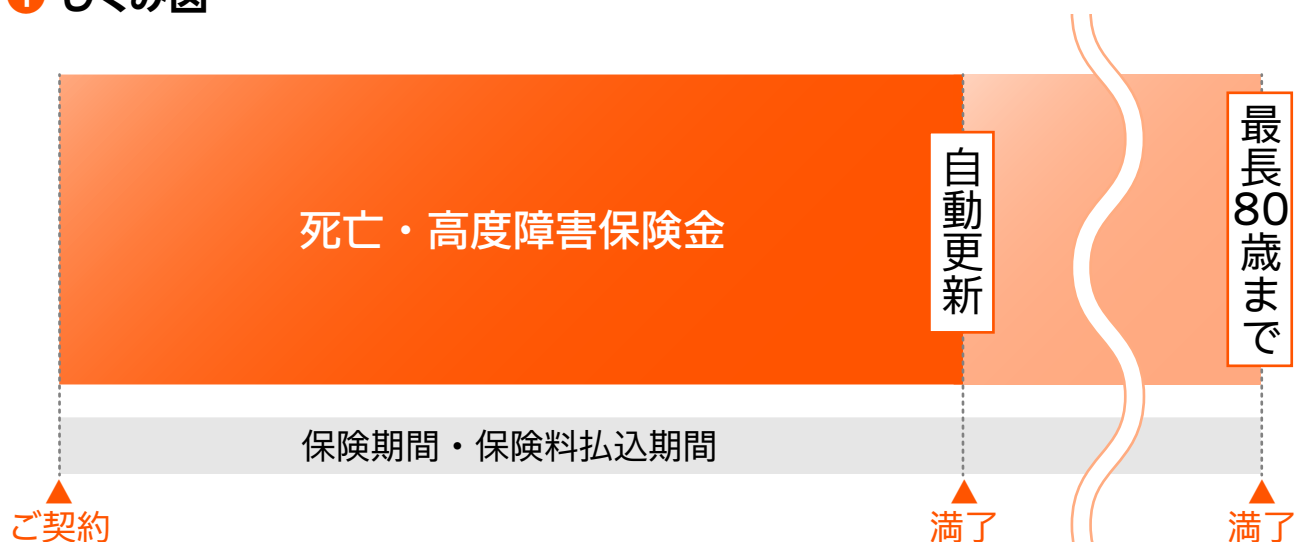 しくみ図
死亡・高度障害保険金
自動更新
最長80歳まで
保険期間・保険料払込期間
ご契約
満了
満了